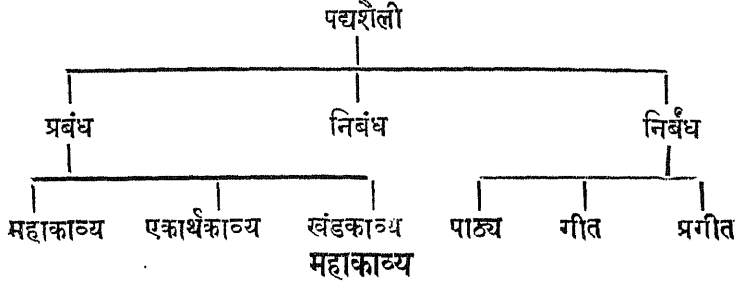 पद्यशैली
प्रबंध निबंध निर्बंध
महाकाव्य एकार्थकाव्य खंडकाव्य पाठ्य गीत प्रगीत
महाकाव्य